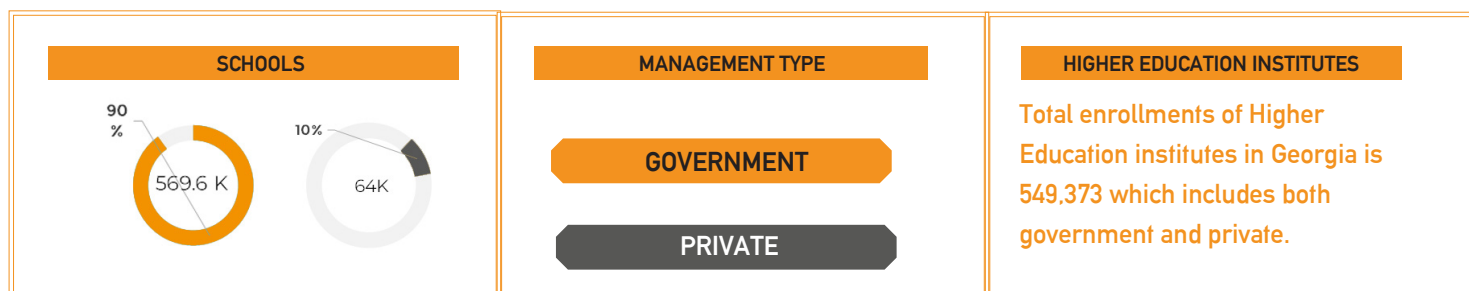 SCHOOLS
90
%
569.6 K
10%
64K
MANAGEMENT TYPE
GOVERNMENT
PRIVATE
HIGHER EDUCATION INSTITUTES
Total enrollments of Higher
Education institutes in Georgia is
549,373 which includes both
government and private.